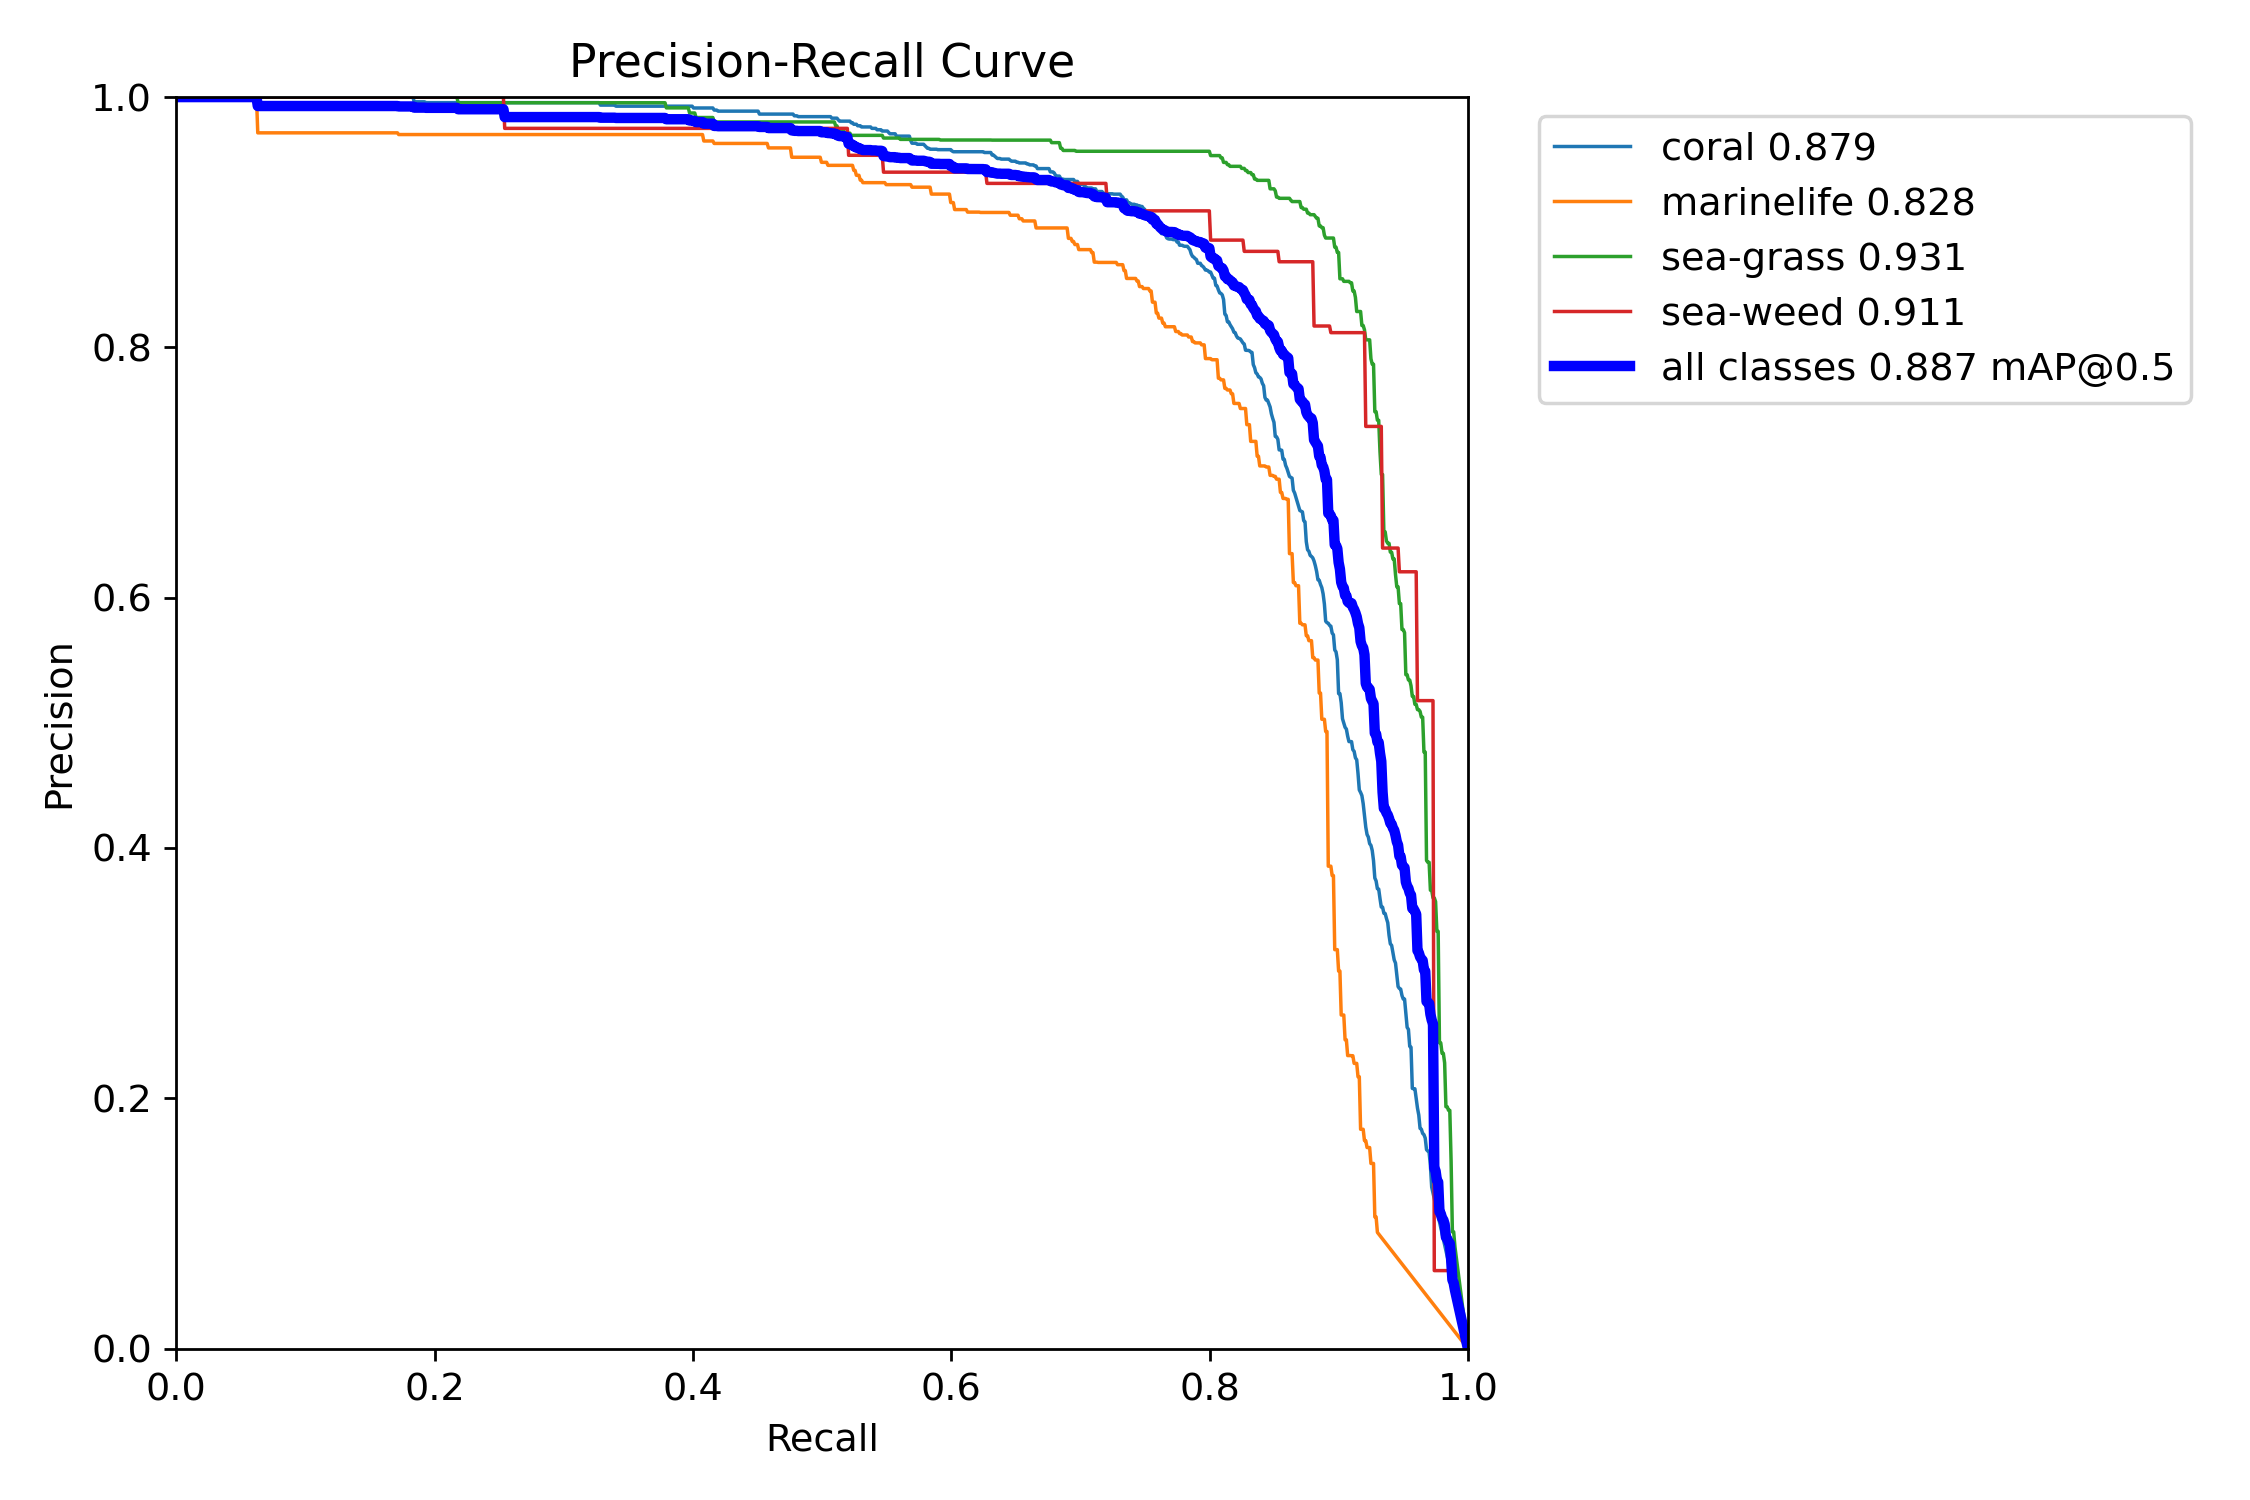 Precision-Recall Curve
1.0
0.8
0.6
0.4
0.2
0.0
Precision
0.0 0.2 0.4 0.6 0.8 1.0
Recall
coral 0.879
marinelife 0.828
sea-grass 0.931
sea-weed 0.911
all classes 0.887 mAP@0.5